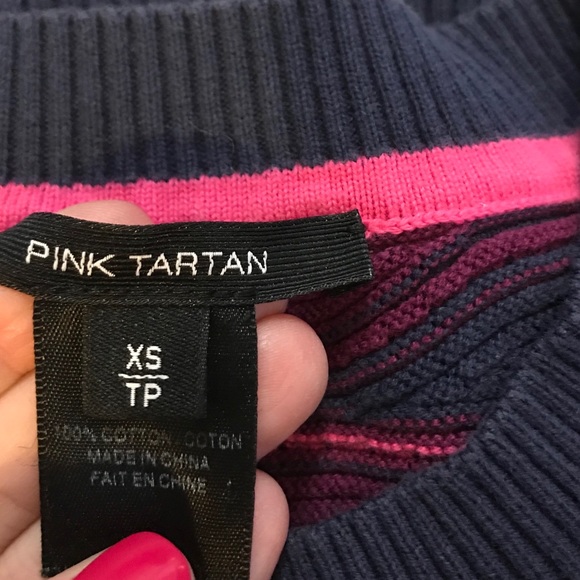 PINK TARTAN
XS
TP
100% COTTON/COTON
MADE IN CHINA
FAIT EN CHINE